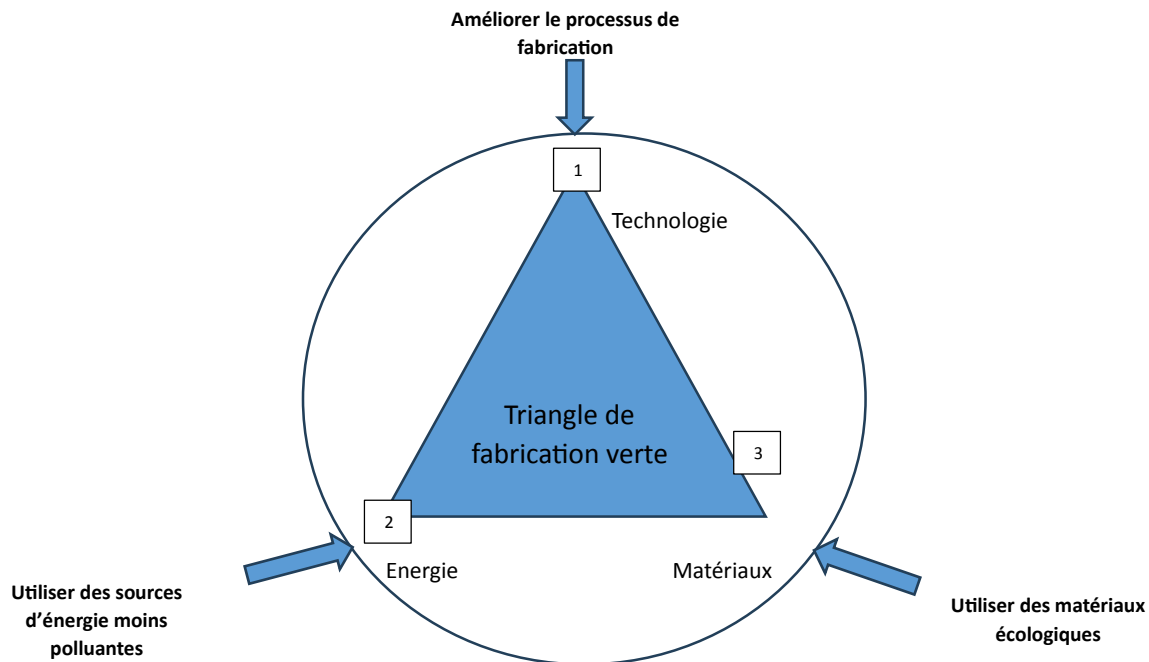 Améliorer le processus de
fabrication
1
Technologie
Triangle de
fabrication verte
3
2
Energie
Matériaux
Utiliser des sources
d'énergie moins
polluantes
Utiliser des matériaux
écologiques